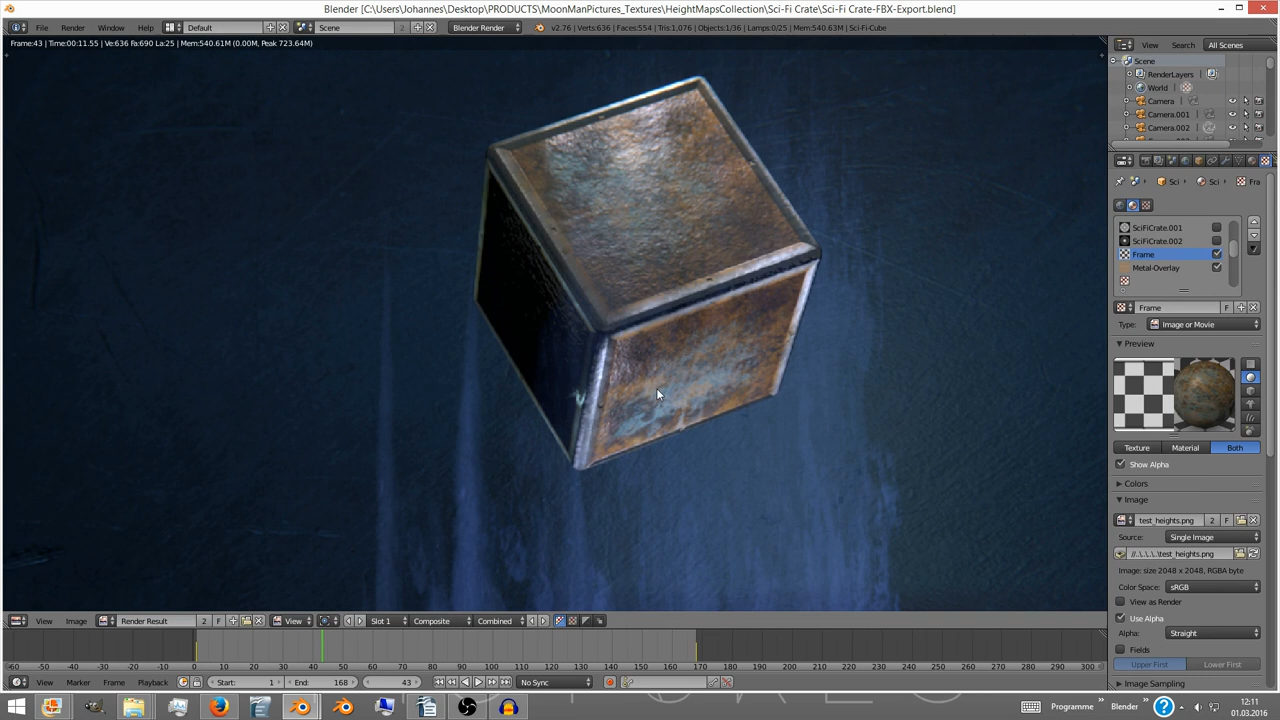 Blender [C:\Users\Johannes\Desktop\PRODUCTS\MoonManPictures_Textures\HeightMapsCollection\Sci-Fi Crate\Sci-Fi Crate-FBX-Export.blend]
File Render Window Help Default Scene 2 F Blender Render v2.76 | Verts:636 | Faces:554 | Tris:1,076 | Objects:1/36 | Lamps:0/25 | Mem:540.63M | Sci-Fi-Cube
Frame:43 | Time:00:11.55 Ve:636 Fa:690 La:25 | Mem:540.61M (0.00M, Peak 723.64M)
View Search All Scenes
Scene
RenderLayers
World
Camera
Camera.001
Camera.002
Sci Sci Fra
SciFiCrate.001
SciFiCrate.002
Frame
Metal-Overlay
Frame F
Type: Image or Movie
Preview
Texture Material Both
Show Alpha
Colors
Image
test_heights.png 2 F
Source: Single Image
//..\..\..\..\test_heights.png
Image: size 2048 x 2048, RGBA byte
Color Space: sRGB
View as Render
Use Alpha
Alpha: Straight
Fields
Upper First Lower First
Image Sampling
View Image Render Result 2 F View Slot 1 Composite Combined
-60 -50 -40 -30 -20 -10 0 10 20 30 40 50 60 70 80 90 100 110 120 130 140 150 160 170 180 190 200 210 220 230 240 250 260 270 280 290 300
View Marker Frame Playback Start: 1 End: 168 43 No Sync
Programme Blender 12:11
01.03.2016